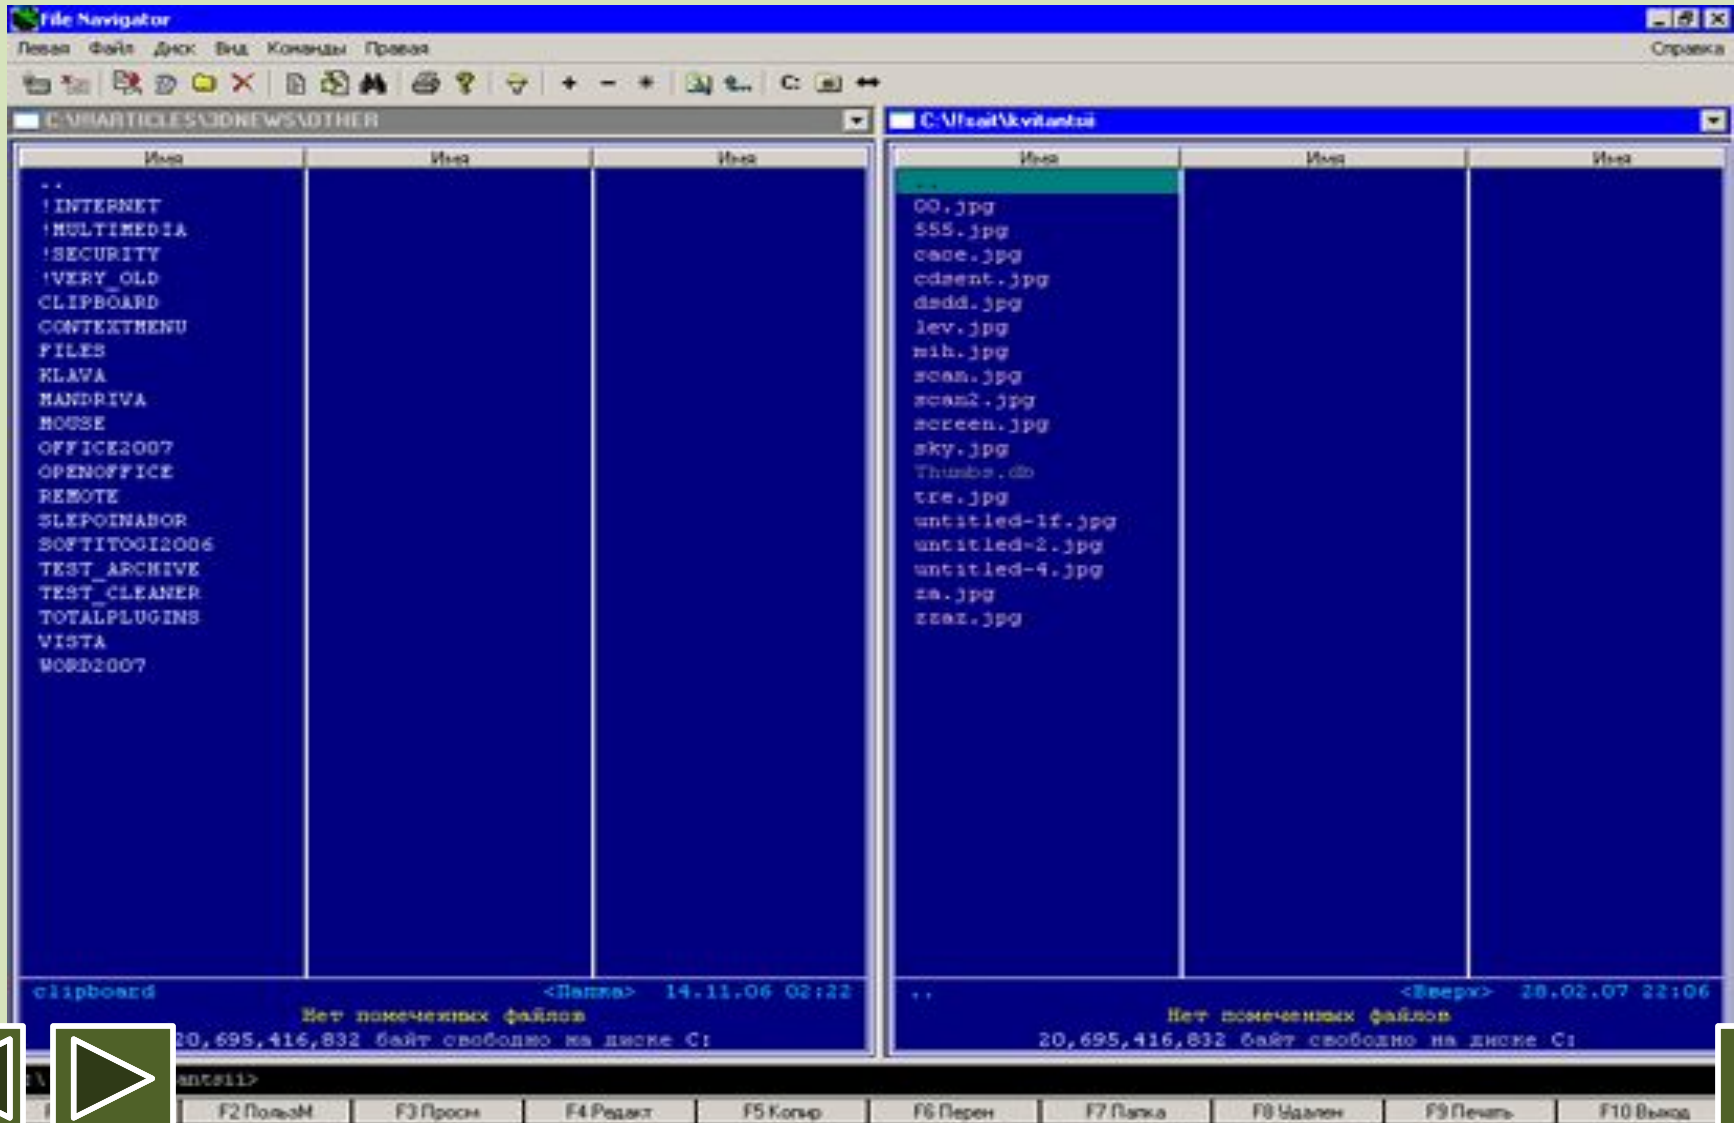 File Navigator
Левая Файл Диск Вид Команды Правая Справка
C:
C:\!!!ARTICLES\3DNEWS\OTHER
Имя Имя Имя
..
!INTERNET
!MULTIMEDIA
!SECURITY
!VERY_OLD
CLIPBOARD
CONTEXTMENU
FILES
KLAVA
MANDRIVA
MOUSE
OFFICE2007
OPENOFFICE
REMOTE
SLEPOINABOR
SOFTITOGI2006
TEST_ARCHIVE
TEST_CLEANER
TOTALPLUGINS
VISTA
WORD2007
clipboard <Папка> 14.11.06 02:22
Нет помеченных файлов
20,695,416,832 байт свободно на диске C:
C:\!!sait\kvitantsii
Имя Имя Имя
..
00.jpg
555.jpg
cace.jpg
cdsent.jpg
dsdd.jpg
lev.jpg
mih.jpg
scan.jpg
scan2.jpg
screen.jpg
sky.jpg
Thumbs.db
tre.jpg
untitled-1f.jpg
untitled-2.jpg
untitled-4.jpg
za.jpg
zzaz.jpg
.. <Вверх> 28.02.07 22:06
Нет помеченных файлов
20,695,416,832 байт свободно на диске C:
antsii>
F2 ПользМ F3 Просм F4 Редакт F5 Копир F6 Перен F7 Папка F8 Удален F9 Печать F10 Выход